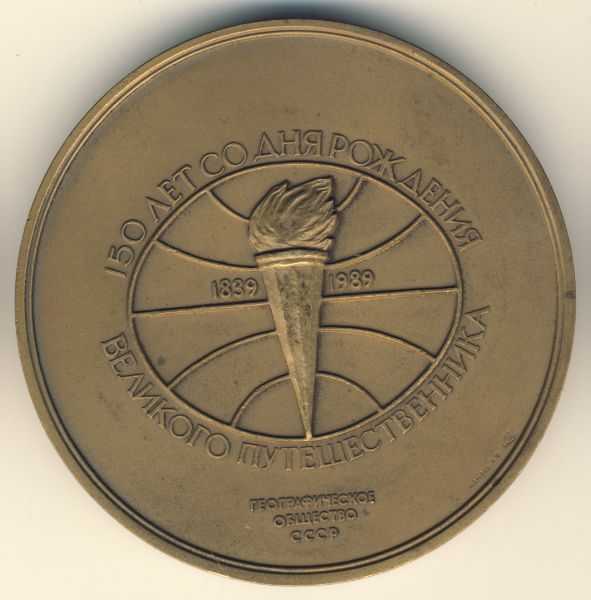 150 ЛЕТ СО ДНЯ РОЖДЕНИЯ
1839 1989
ВЕЛИКОГО ПУТЕШЕСТВЕННИКА
ГЕОГРАФИЧЕСКОЕ
ОБЩЕСТВО
СССР